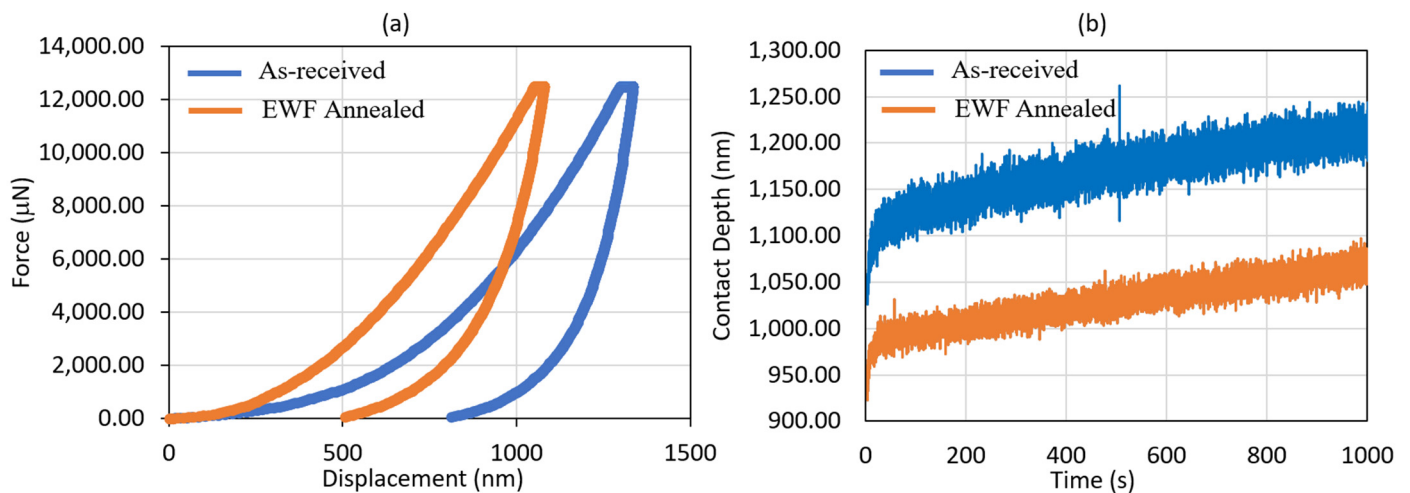 (a)
Force (µN)
14,000.00
12,000.00
10,000.00
8,000.00
6,000.00
4,000.00
2,000.00
0.00
As-received
EWF Annealed
0 500 1000 1500
Displacement (nm)
(b)
Contact Depth (nm)
1,300.00
1,250.00
1,200.00
1,150.00
1,100.00
1,050.00
1,000.00
950.00
900.00
As-received
EWF Annealed
0 200 400 600 800 1000
Time (s)